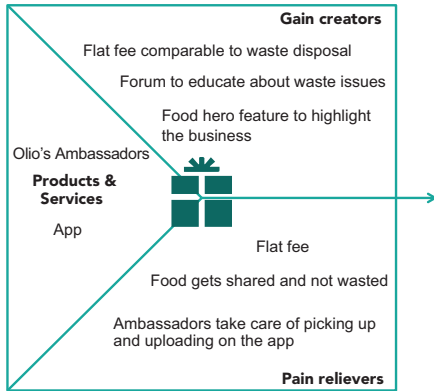 Gain creators
Flat fee comparable to waste disposal
Forum to educate about waste issues
Food hero feature to highlight
the business
Olio's Ambassadors
Products &
Services
App
Flat fee
Food gets shared and not wasted
Ambassadors take care of picking up
and uploading on the app
Pain relievers